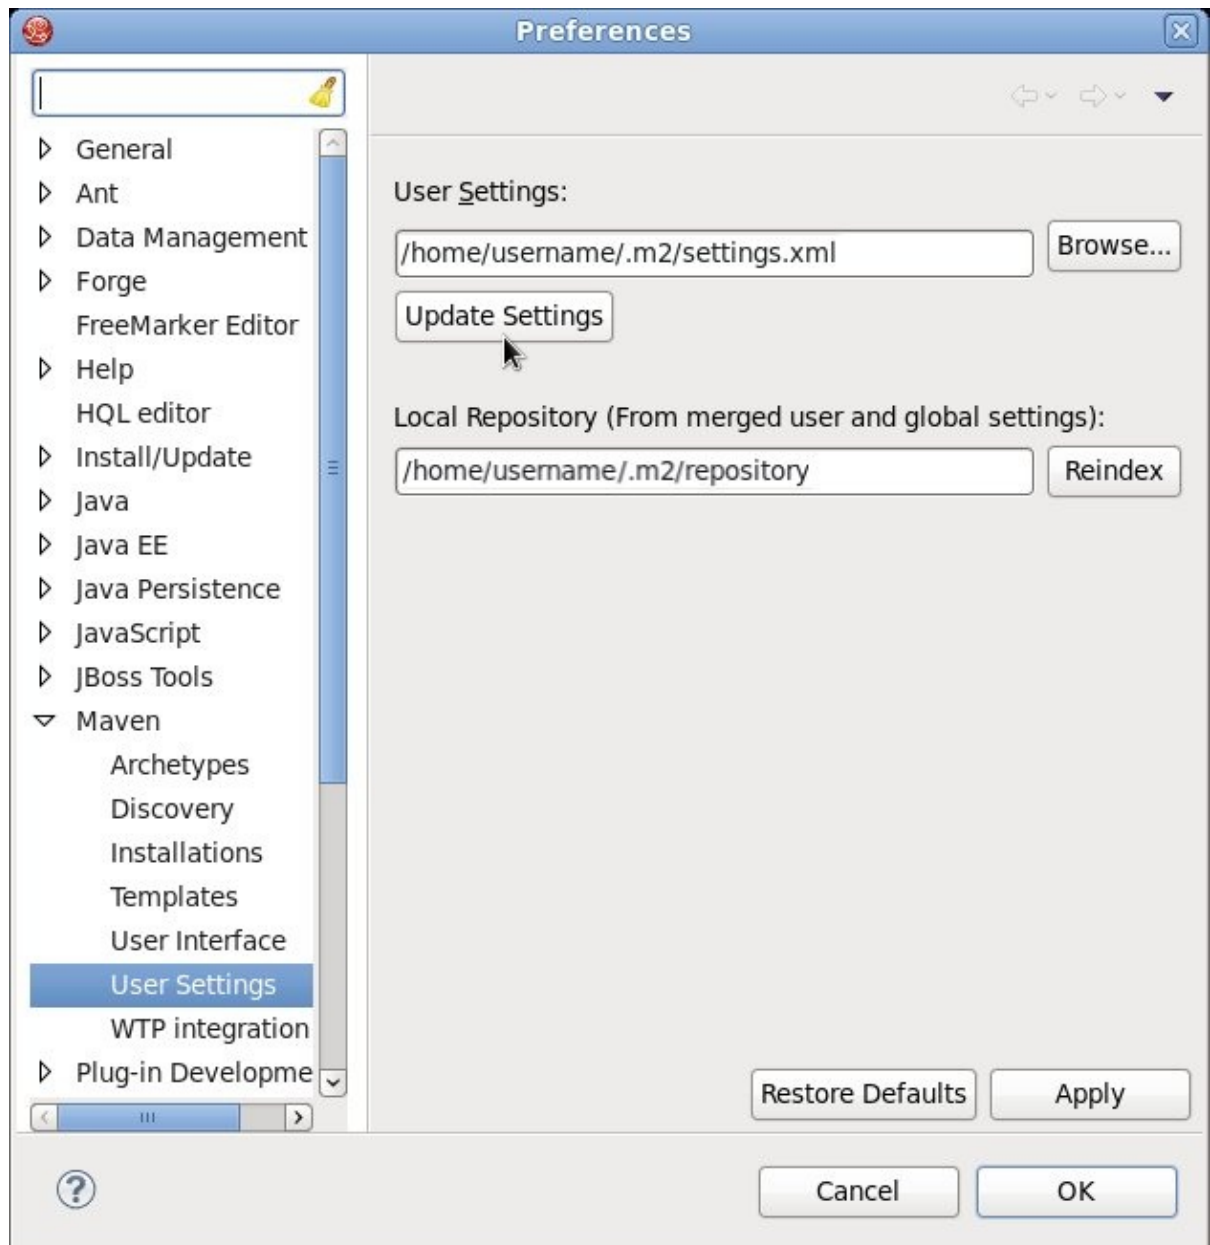 Preferences
General
Ant
Data Management
Forge
FreeMarker Editor
Help
HQL editor
Install/Update
Java
Java EE
Java Persistence
JavaScript
JBoss Tools
Maven
Archetypes
Discovery
Installations
Templates
User Interface
User Settings
WTP integration
Plug-in Developme
User Settings:
/home/username/.m2/settings.xml
Browse...
Update Settings
Local Repository (From merged user and global settings):
/home/username/.m2/repository
Reindex
Restore Defaults
Apply
?
Cancel
OK